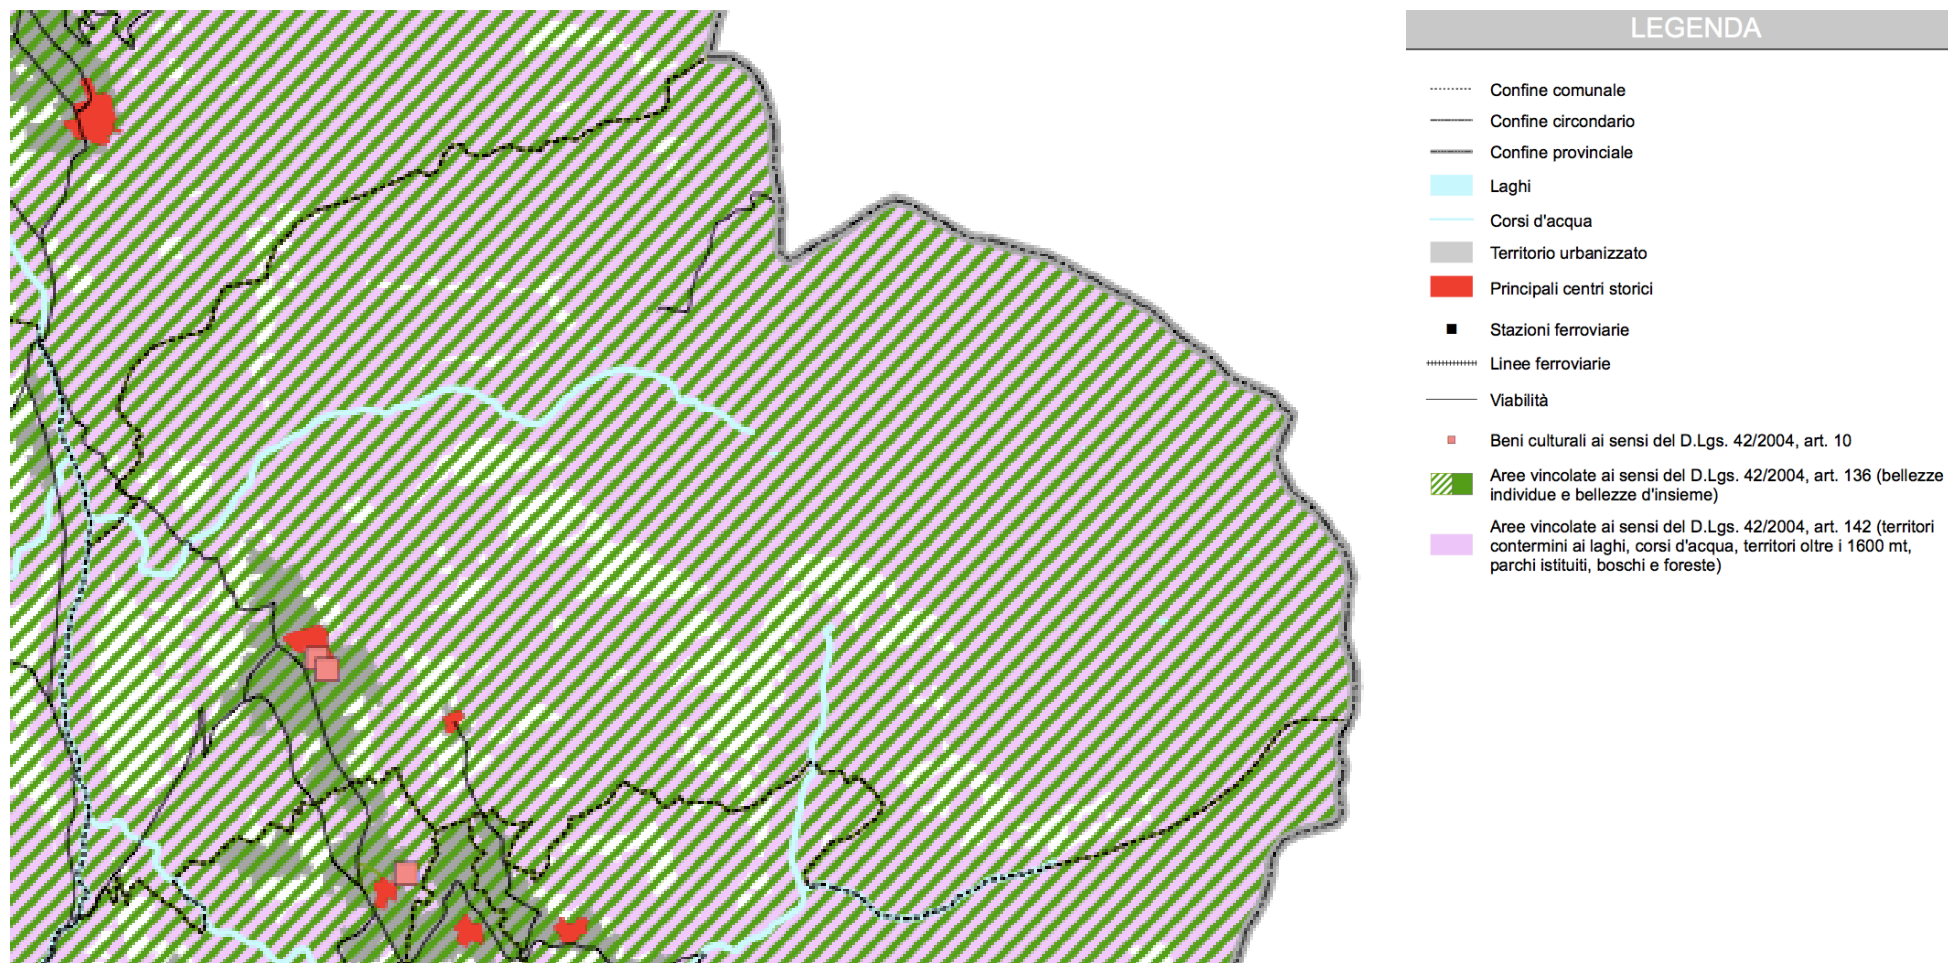 LEGENDA
Confine comunale
Confine circondario
Confine provinciale
Laghi
Corsi d'acqua
Territorio urbanizzato
Principali centri storici
Stazioni ferroviarie
Linee ferroviarie
Viabilità
Beni culturali ai sensi del D.Lgs. 42/2004, art. 10
Aree vincolate ai sensi del D.Lgs. 42/2004, art. 136 (bellezze
individue e bellezze d'insieme)
Aree vincolate ai sensi del D.Lgs. 42/2004, art. 142 (territori
contermini ai laghi, corsi d'acqua, territori oltre i 1600 mt,
parchi istituiti, boschi e foreste)